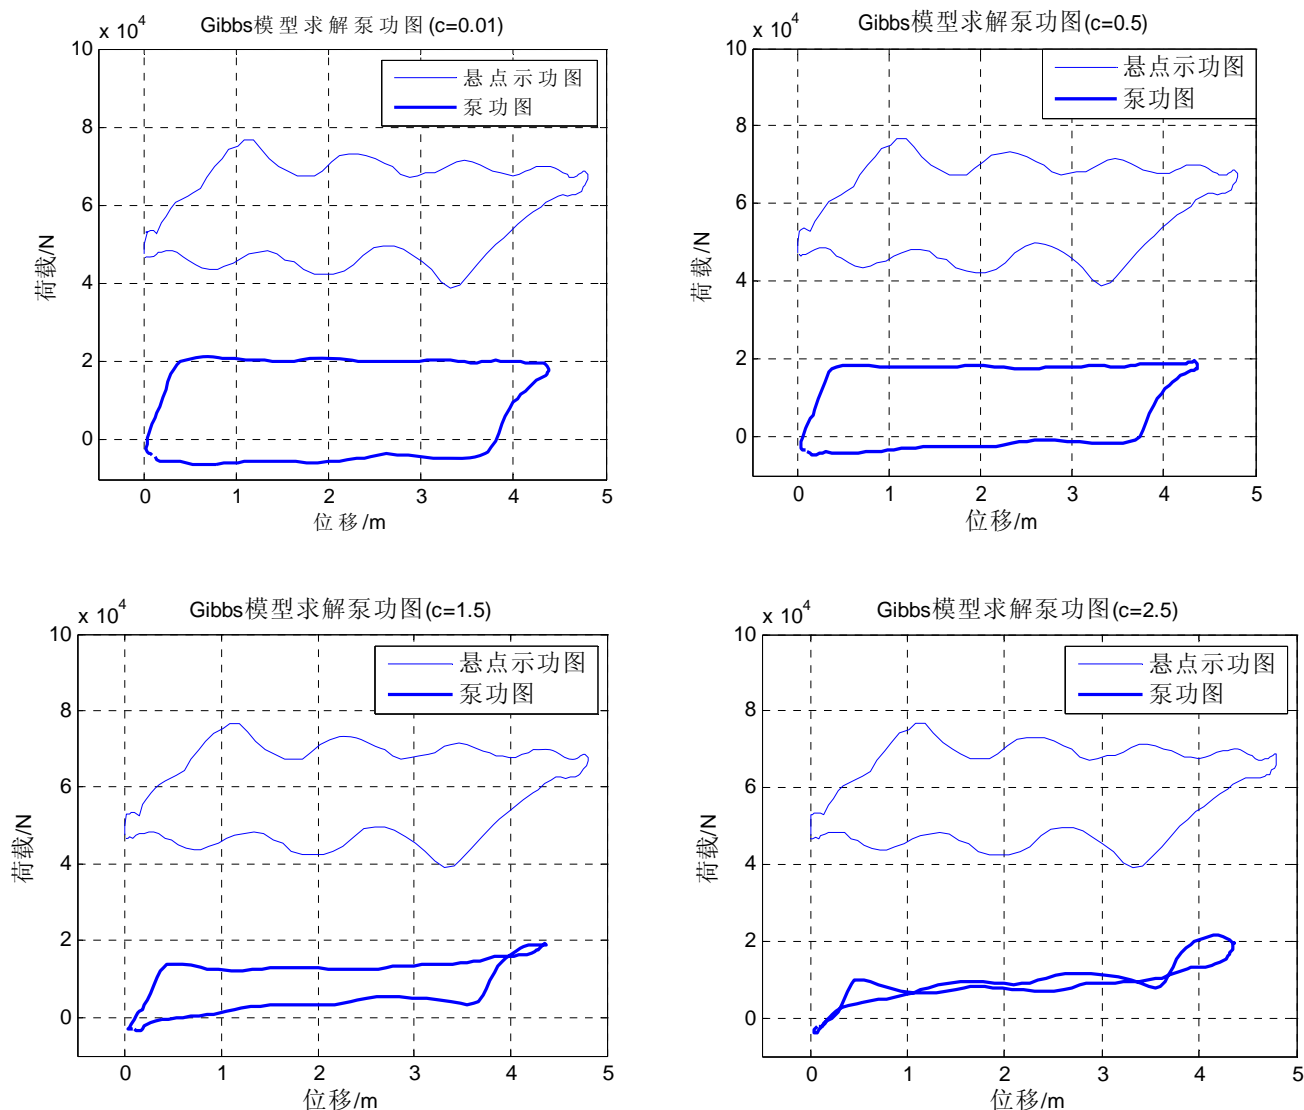 Gibbs模型求解泵功图(c=0.01)
x 10^4
悬点示功图
泵功图
10
8
6
4
2
0
荷载/N
0 1 2 3 4 5
位移/m
Gibbs模型求解泵功图(c=0.5)
x 10^4
悬点示功图
泵功图
10
8
6
4
2
0
荷载/N
0 1 2 3 4 5
位移/m
Gibbs模型求解泵功图(c=1.5)
x 10^4
悬点示功图
泵功图
10
8
6
4
2
0
荷载/N
0 1 2 3 4 5
位移/m
Gibbs模型求解泵功图(c=2.5)
x 10^4
悬点示功图
泵功图
10
8
6
4
2
0
荷载/N
0 1 2 3 4 5
位移/m